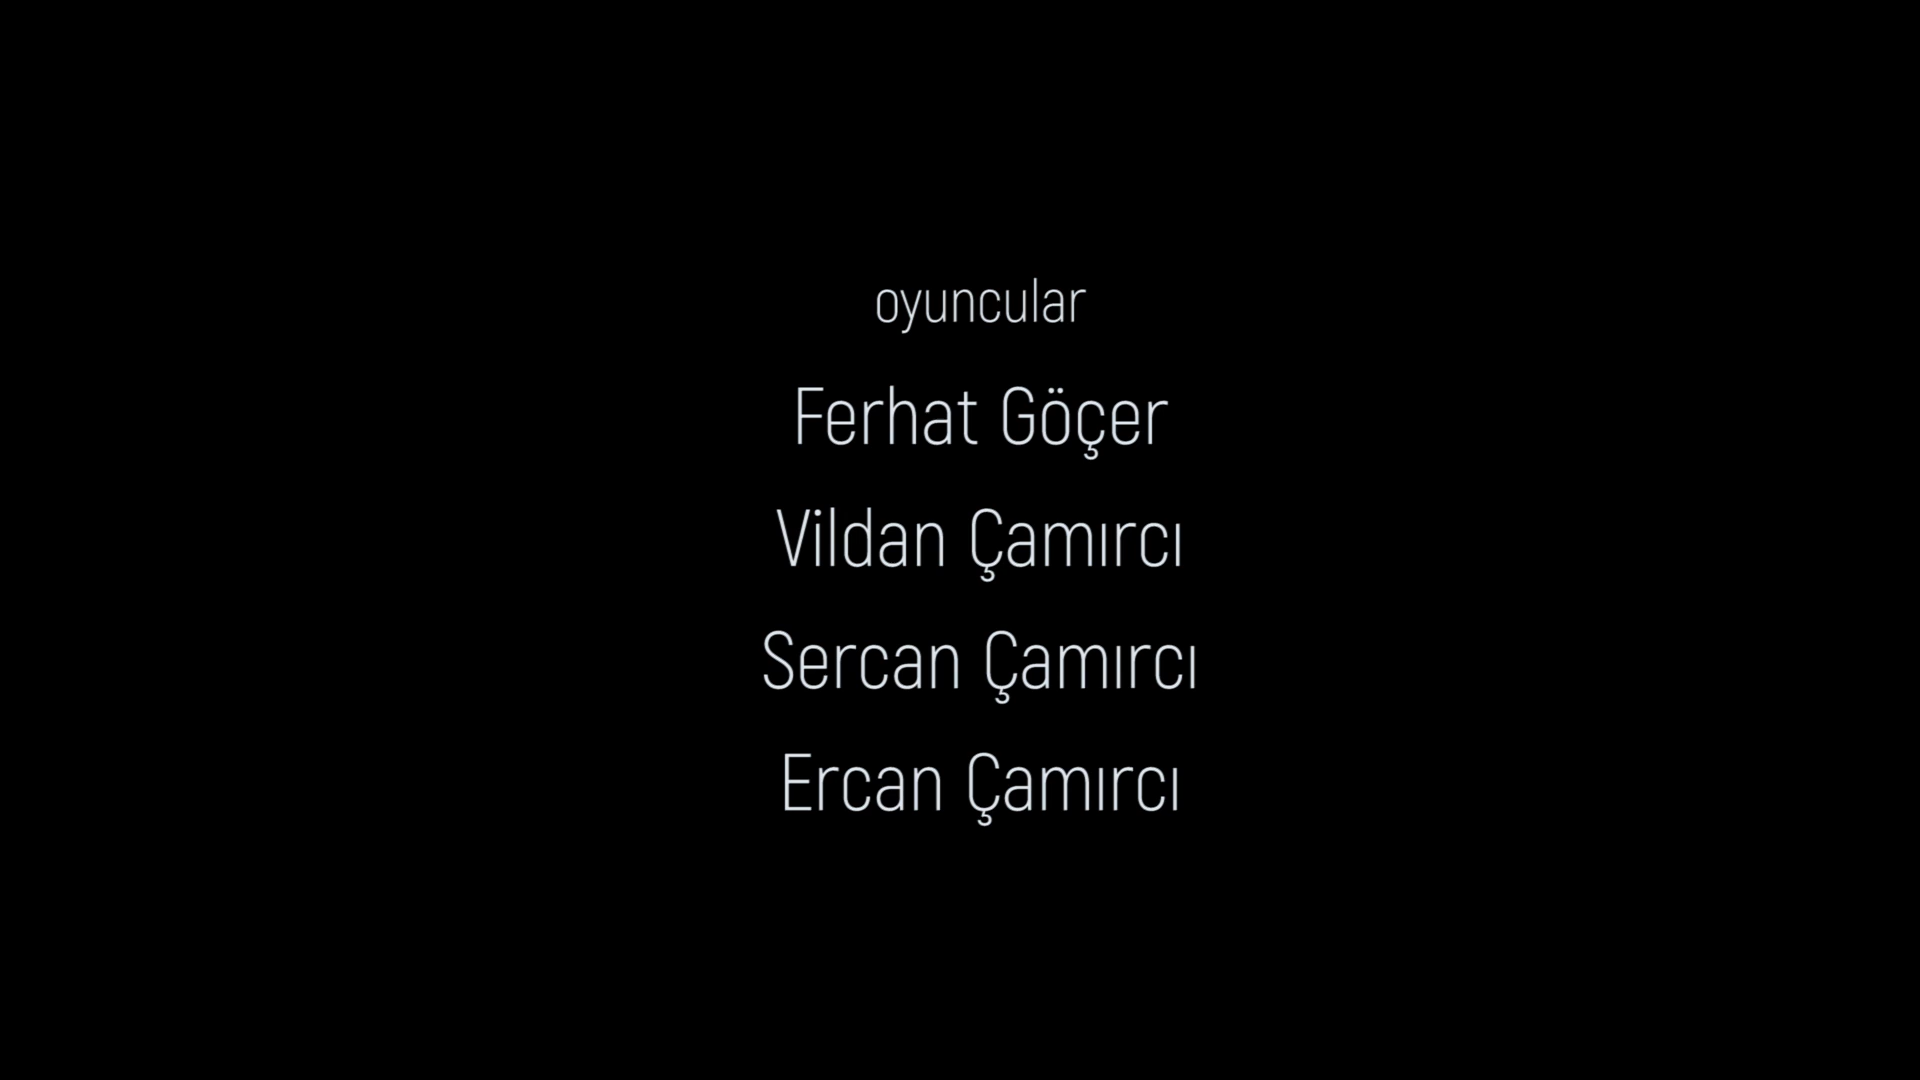 oyuncular
Ferhat Göçer
Vildan Çamırcı
Sercan Çamırcı
Ercan Çamırcı